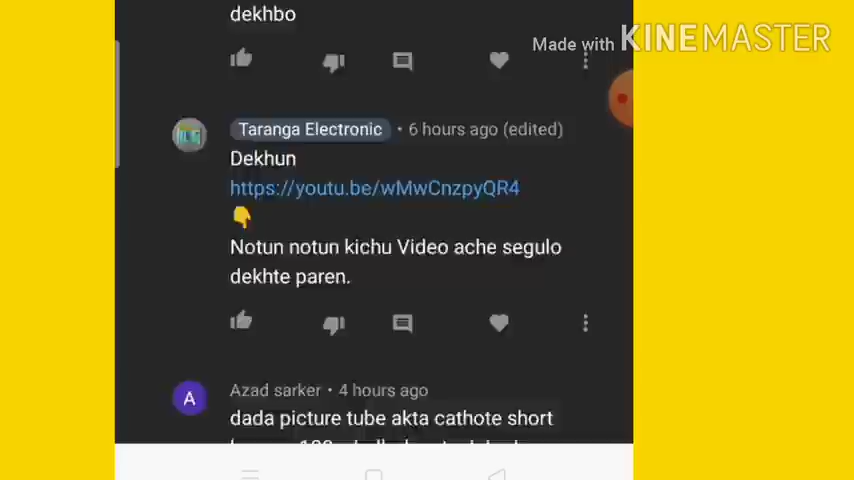 dekhbo
Made with KINEMASTER
Taranga Electronic • 6 hours ago (edited)
Dekhun
https://youtu.be/wMwCnzpyQR4
👇
Notun notun kichu Video ache segulo
dekhte paren.
A
Azad sarker • 4 hours ago
dada picture tube akta cathote short